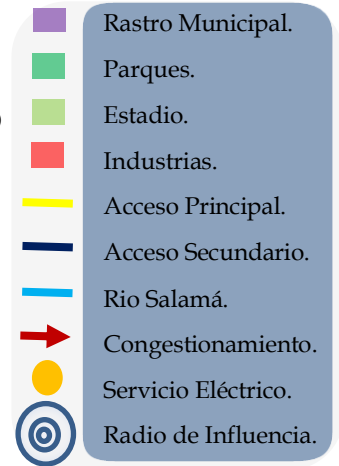 Rastro Municipal.
Parques.
Estadio.
Industrias.
Acceso Principal.
Acceso Secundario.
Rio Salamá.
Congestionamiento.
Servicio Eléctrico.
Radio de Influencia.